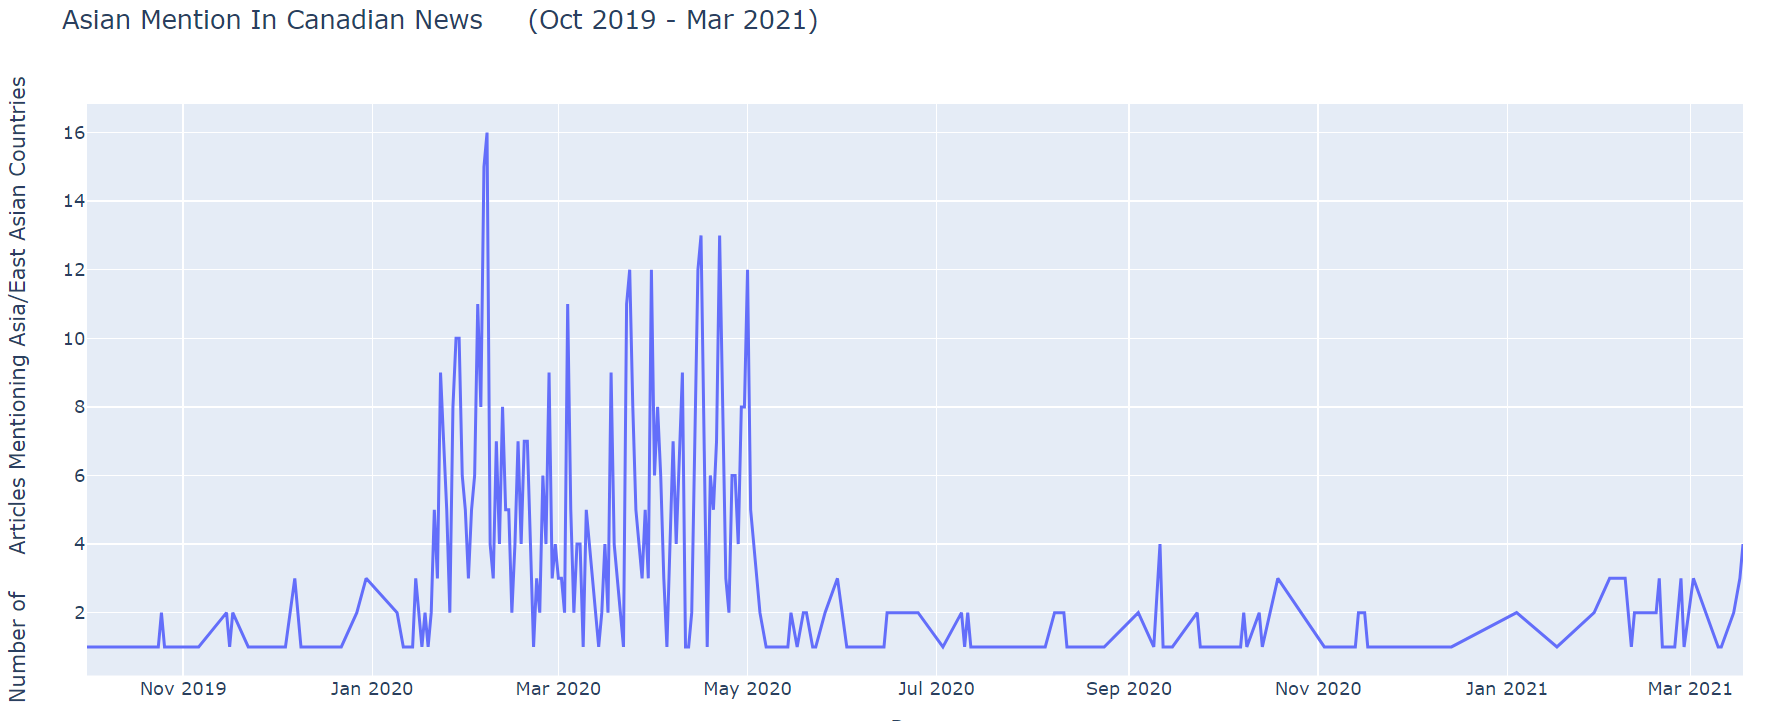 Asian Mention In Canadian News (Oct 2019 - Mar 2021)
Number of Articles Mentioning Asia/East Asian Countries
16
14
12
10
8
6
4
2
Nov 2019 Jan 2020 Mar 2020 May 2020 Jul 2020 Sep 2020 Nov 2020 Jan 2021 Mar 2021